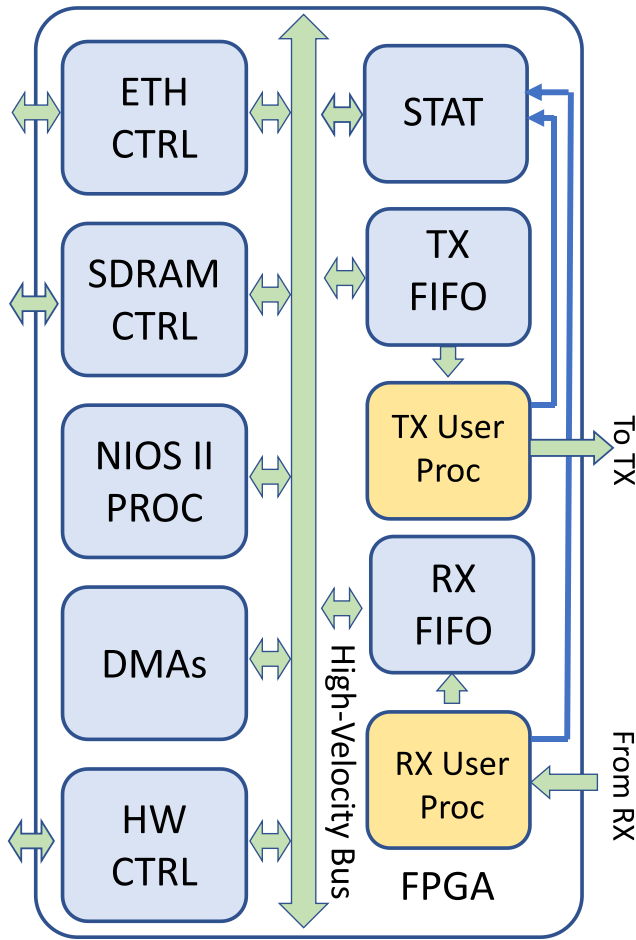 ETH
CTRL
SDRAM
CTRL
NIOS II
PROC
DMAs
HW
CTRL
High-Velocity Bus
STAT
TX
FIFO
TX User
Proc
To TX
RX
FIFO
RX User
Proc
From RX
FPGA